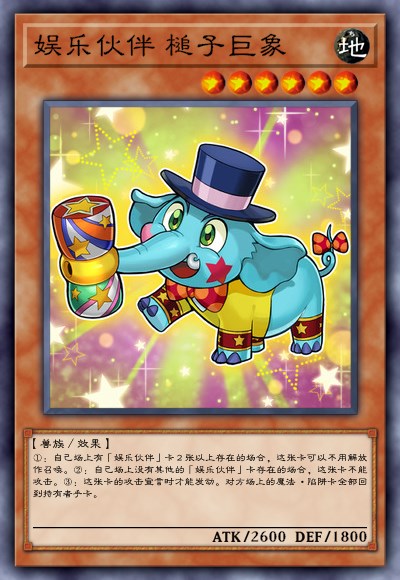 娱乐伙伴 槌子巨象
地
【兽族／效果】
①：自己场上有「娱乐伙伴」卡2张以上存在的场合，这张卡可以不用解放
作召唤。②：自己场上没有其他的「娱乐伙伴」卡存在的场合，这张卡不能
攻击。③：这张卡的攻击宣言时才能发动。对方场上的魔法·陷阱卡全部回
到持有者手卡。
ATK/2600 DEF/1800